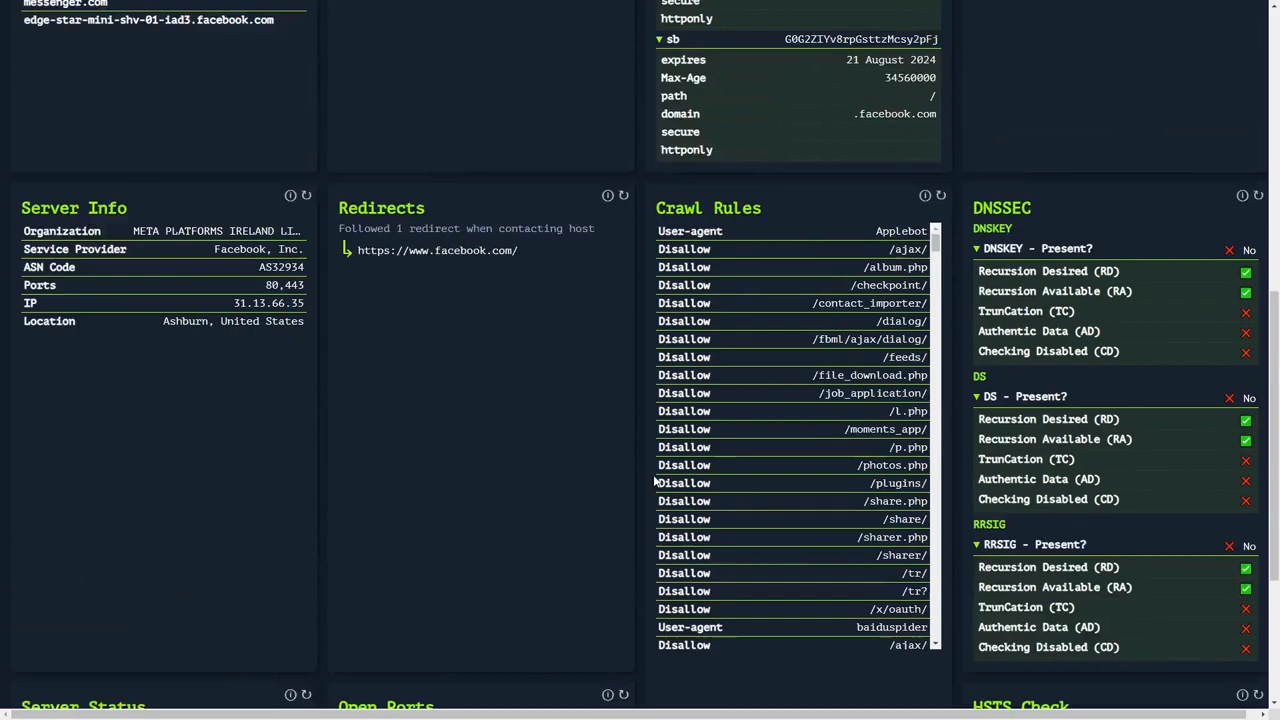 messenger.com
edge-star-mini-shv-01-iad3.facebook.com
secure
httponly
sb G0G2ZIYv8rpGsttzMcsy2pFj
expires 21 August 2024
Max-Age 34560000
path /
domain .facebook.com
secure
httponly
Server Info
Organization META PLATFORMS IRELAND LI…
Service Provider Facebook, Inc.
ASN Code AS32934
Ports 80,443
IP 31.13.66.35
Location Ashburn, United States
Redirects
Followed 1 redirect when contacting host
https://www.facebook.com/
Crawl Rules
User-agent Applebot
Disallow /ajax/
Disallow /album.php
Disallow /checkpoint/
Disallow /contact_importer/
Disallow /dialog/
Disallow /fbml/ajax/dialog/
Disallow /feeds/
Disallow /file_download.php
Disallow /job_application/
Disallow /l.php
Disallow /moments_app/
Disallow /p.php
Disallow /photos.php
Disallow /plugins/
Disallow /share.php
Disallow /share/
Disallow /sharer.php
Disallow /sharer/
Disallow /tr/
Disallow /tr?
Disallow /x/oauth/
User-agent baiduspider
Disallow /ajax/
DNSSEC
DNSKEY
DNSKEY - Present? ❌ No
Recursion Desired (RD) ✅
Recursion Available (RA) ✅
TrunCation (TC) ❌
Authentic Data (AD) ❌
Checking Disabled (CD) ❌
DS
DS - Present? ❌ No
Recursion Desired (RD) ✅
Recursion Available (RA) ✅
TrunCation (TC) ❌
Authentic Data (AD) ❌
Checking Disabled (CD) ❌
RRSIG
RRSIG - Present? ❌ No
Recursion Desired (RD) ✅
Recursion Available (RA) ✅
TrunCation (TC) ❌
Authentic Data (AD) ❌
Checking Disabled (CD) ❌
Server Status
Open Ports
HSTS Check